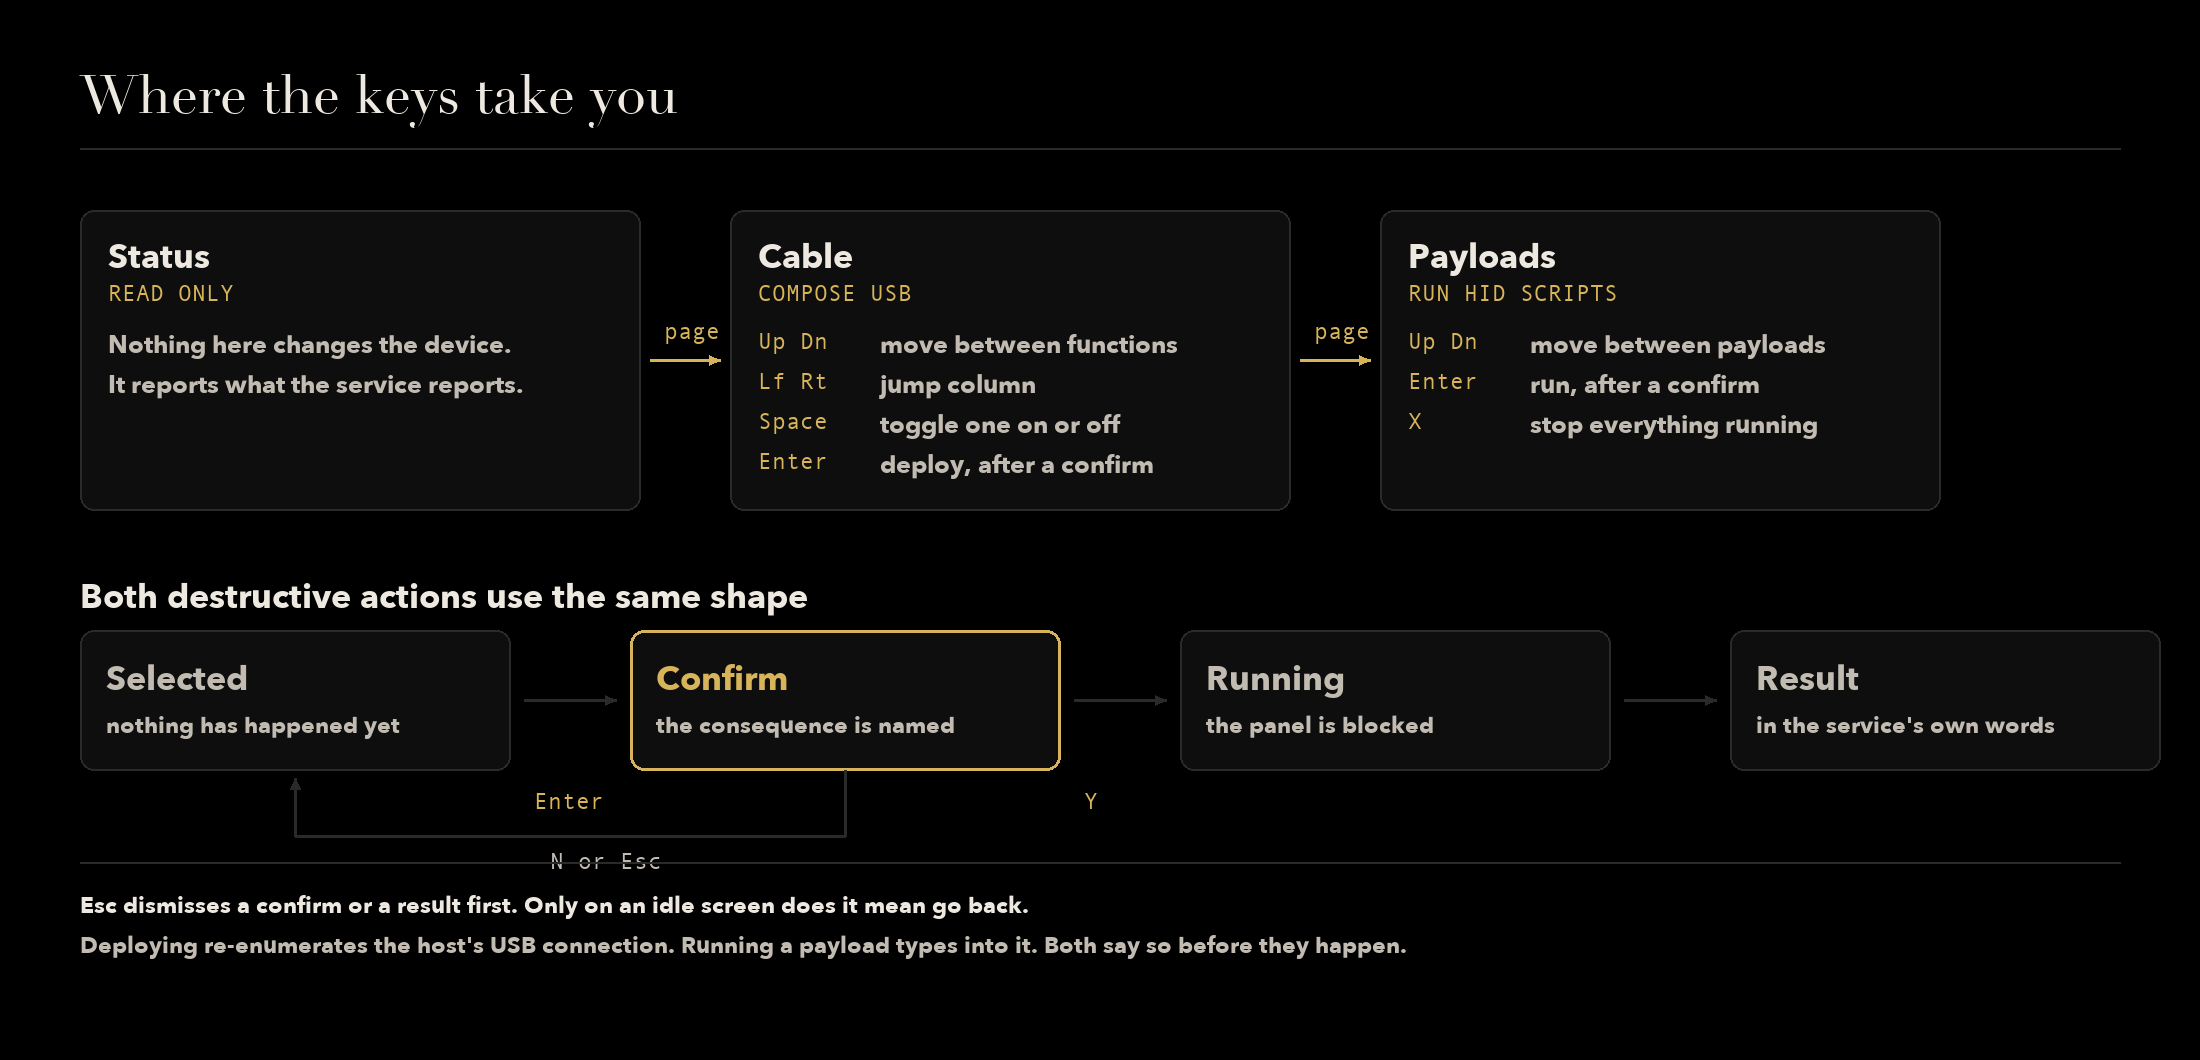 Where the keys take you
Status
READ ONLY
Nothing here changes the device.
It reports what the service reports.
page
Cable
COMPOSE USB
Up Dn move between functions
Lf Rt jump column
Space toggle one on or off
Enter deploy, after a confirm
page
Payloads
RUN HID SCRIPTS
Up Dn move between payloads
Enter run, after a confirm
X stop everything running
Both destructive actions use the same shape
Selected
nothing has happened yet
Confirm
the consequence is named
Running
the panel is blocked
Result
in the service's own words
Enter
Y
N or Esc
Esc dismisses a confirm or a result first. Only on an idle screen does it mean go back.
Deploying re-enumerates the host's USB connection. Running a payload types into it. Both say so before they happen.